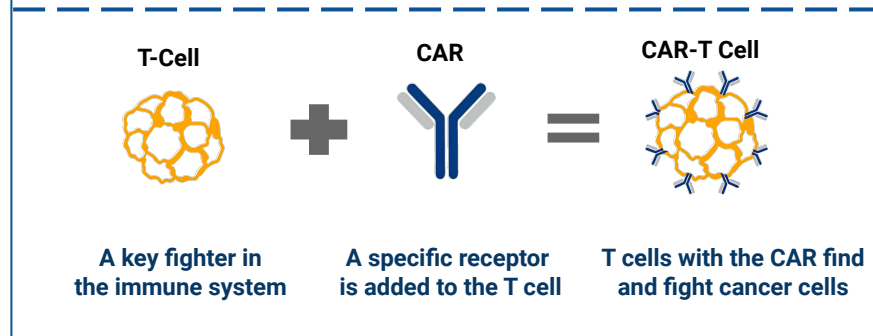 T-Cell
CAR
CAR-T Cell
A key fighter in
the immune system
A specific receptor
is added to the T cell
T cells with the CAR find
and fight cancer cells